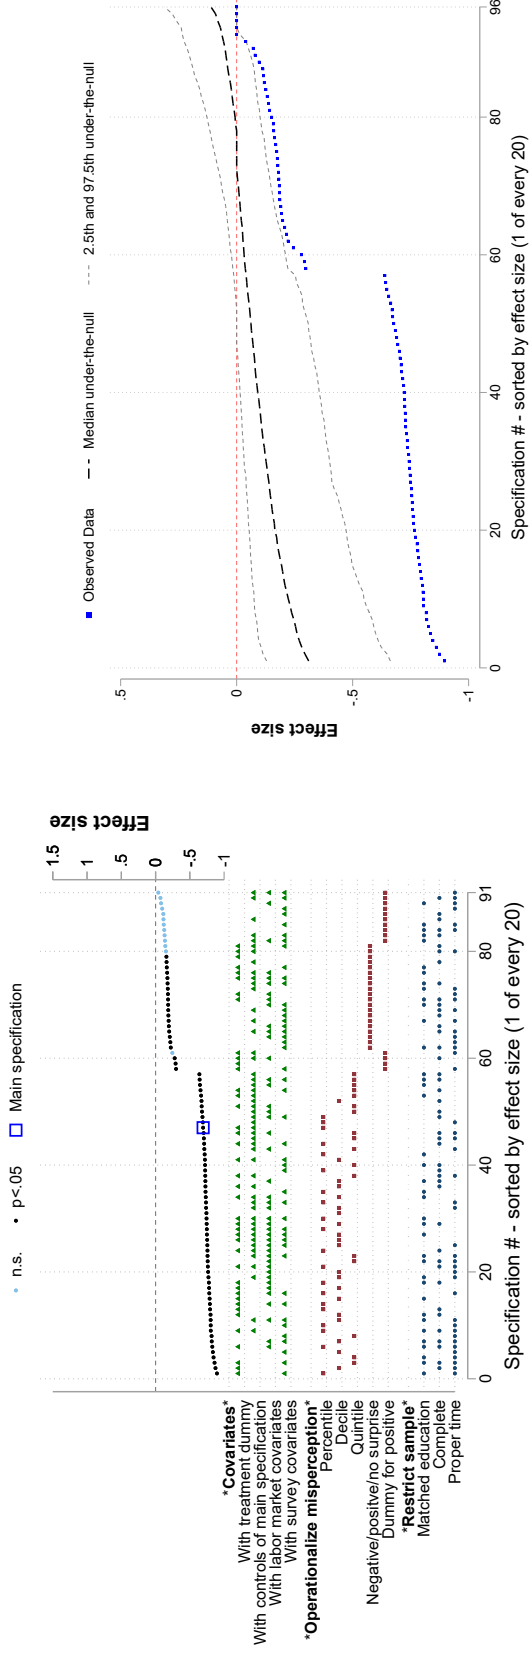 n.s.
p<.05
Main specification
1.5
1
.5
0
-.5
-1
Effect size
*Covariates*
With treatment dummy
With controls of main specification
With labor market covariates
With survey covariates
*Operationalize misperception*
Percentile
Decile
Quintile
Negative/positive/no surprise
Dummy for positive
*Restrict sample*
Matched education
Complete
Proper time
0
20
40
60
80
91
Specification # - sorted by effect size (1 of every 20)
Observed Data
Median under-the-null
2.5th and 97.5th under-the-null
.5
0
-.5
-1
Effect size
0
20
40
60
80
96
Specification # - sorted by effect size (1 of every 20)